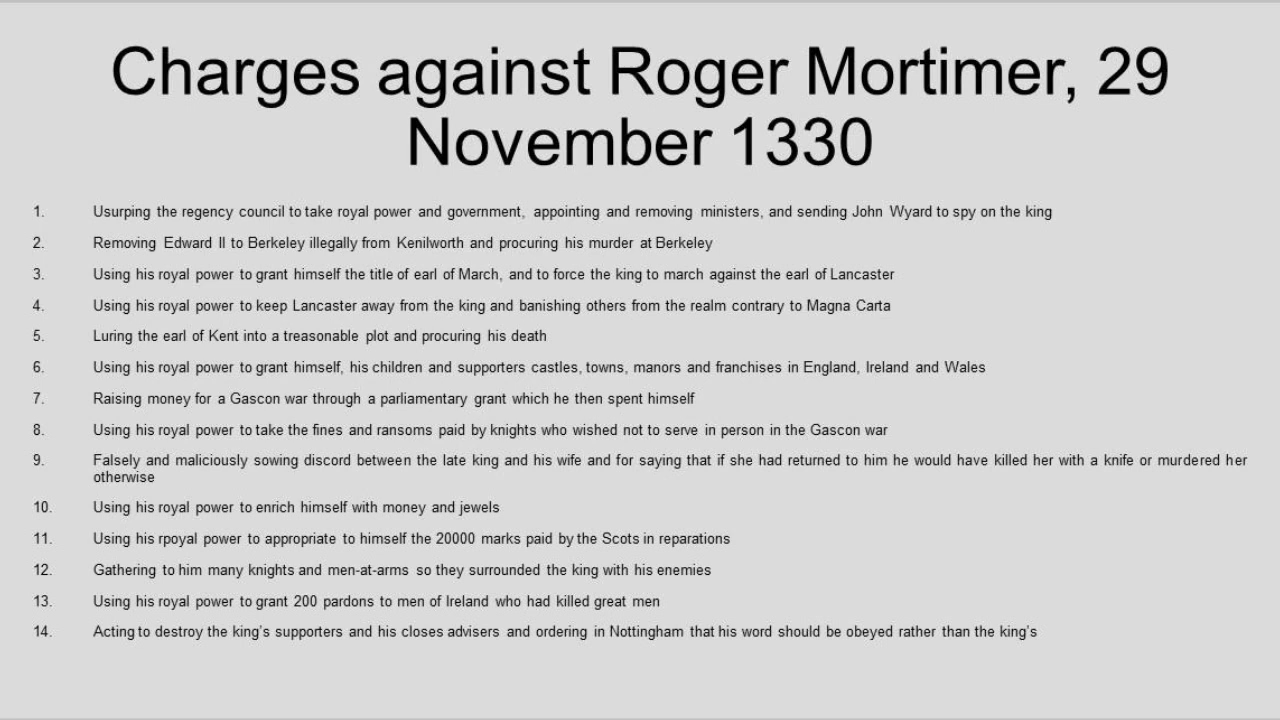 Charges against Roger Mortimer, 29
November 1330
1. Usurping the regency council to take royal power and government, appointing and removing ministers, and sending John Wyard to spy on the king
2. Removing Edward II to Berkeley illegally from Kenilworth and procuring his murder at Berkeley
3. Using his royal power to grant himself the title of earl of March, and to force the king to march against the earl of Lancaster
4. Using his royal power to keep Lancaster away from the king and banishing others from the realm contrary to Magna Carta
5. Luring the earl of Kent into a treasonable plot and procuring his death
6. Using his royal power to grant himself, his children and supporters castles, towns, manors and franchises in England, Ireland and Wales
7. Raising money for a Gascon war through a parliamentary grant which he then spent himself
8. Using his royal power to take the fines and ransoms paid by knights who wished not to serve in person in the Gascon war
9. Falsely and maliciously sowing discord between the late king and his wife and for saying that if she had returned to him he would have killed her with a knife or murdered her
otherwise
10. Using his royal power to enrich himself with money and jewels
11. Using his rpoyal power to appropriate to himself the 20000 marks paid by the Scots in reparations
12. Gathering to him many knights and men-at-arms so they surrounded the king with his enemies
13. Using his royal power to grant 200 pardons to men of Ireland who had killed great men
14. Acting to destroy the king's supporters and his closes advisers and ordering in Nottingham that his word should be obeyed rather than the king's